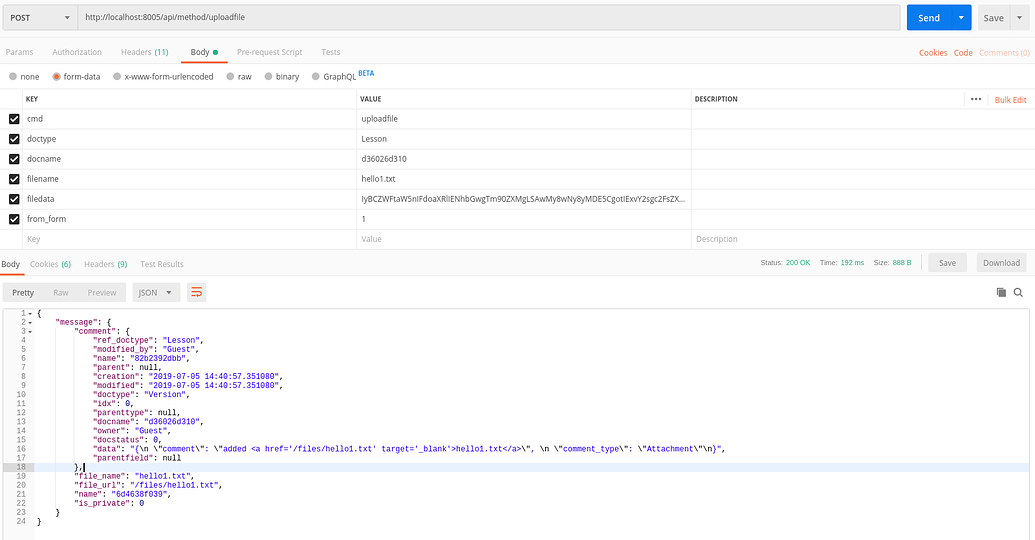 POST http://localhost:8005/api/method/uploadfile Send Save
Params Authorization Headers (11) Body Pre-request Script Tests Cookies Code Comments (0)
none form-data x-www-form-urlencoded raw binary GraphQL BETA
KEY VALUE DESCRIPTION ••• Bulk Edit
cmd uploadfile
doctype Lesson
docname d36026d310
filename hello1.txt
filedata
from_form 1
Key Value Description
Body Cookies (6) Headers (9) Test Results Status: 200 OK Time: 192 ms Size: 888 B Save Download
Pretty Raw Preview JSON
1 {
2 "message": {
3 "comment": {
4 "ref_doctype": "Lesson",
5 "modified_by": "Guest",
6 "name": "82b2392dbb",
7 "parent": null,
8 "creation": "2019-07-05 14:40:57.351080",
9 "modified": "2019-07-05 14:40:57.351080",
10 "doctype": "Version",
11 "idx": 0,
12 "parenttype": null,
13 "docname": "d36026d310",
14 "owner": "Guest",
15 "docstatus": 0,
16 "data": "{\n \"comment\": \"added <a href='/files/hello1.txt' target='_blank'>hello1.txt</a>\", \n \"comment_type\": \"Attachment\"\n}",
17 "parentfield": null
18 },
19 "file_name": "hello1.txt",
20 "file_url": "/files/hello1.txt",
21 "name": "6d4638f039",
22 "is_private": 0
23 }
24 }